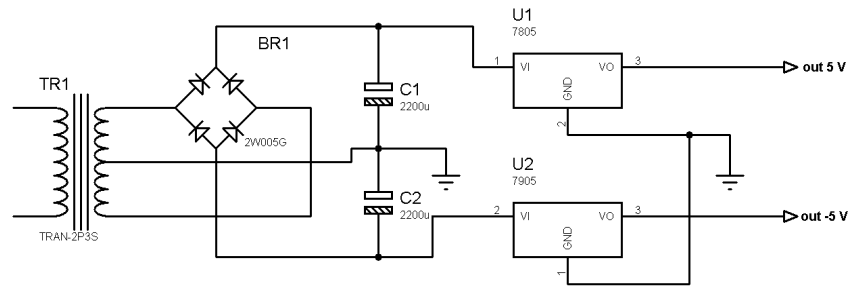 TR1
TRAN-2P3S
BR1
2W005G
C1
2200u
C2
2200u
U1
7805
1
VI
VO
3
GND
2
out 5 V
U2
7905
2
VI
VO
3
GND
1
out -5 V